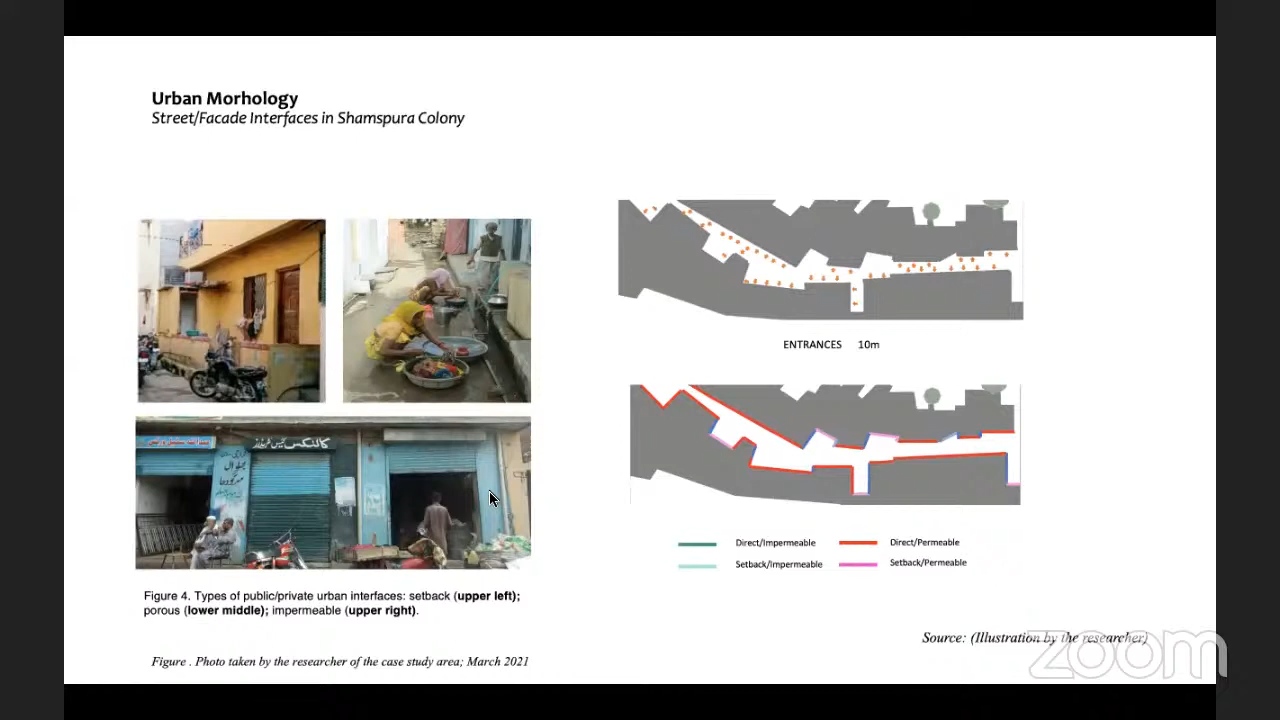 Urban Morhology
Street/Facade Interfaces in Shamspura Colony
ENTRANCES 10m
Direct/Impermeable
Direct/Permeable
Setback/Impermeable
Setback/Permeable
Figure 4. Types of public/private urban interfaces: setback (upper left);
porous (lower middle); impermeable (upper right).
Source: (Illustration by the researcher)
Figure . Photo taken by the researcher of the case study area; March 2021
zoom